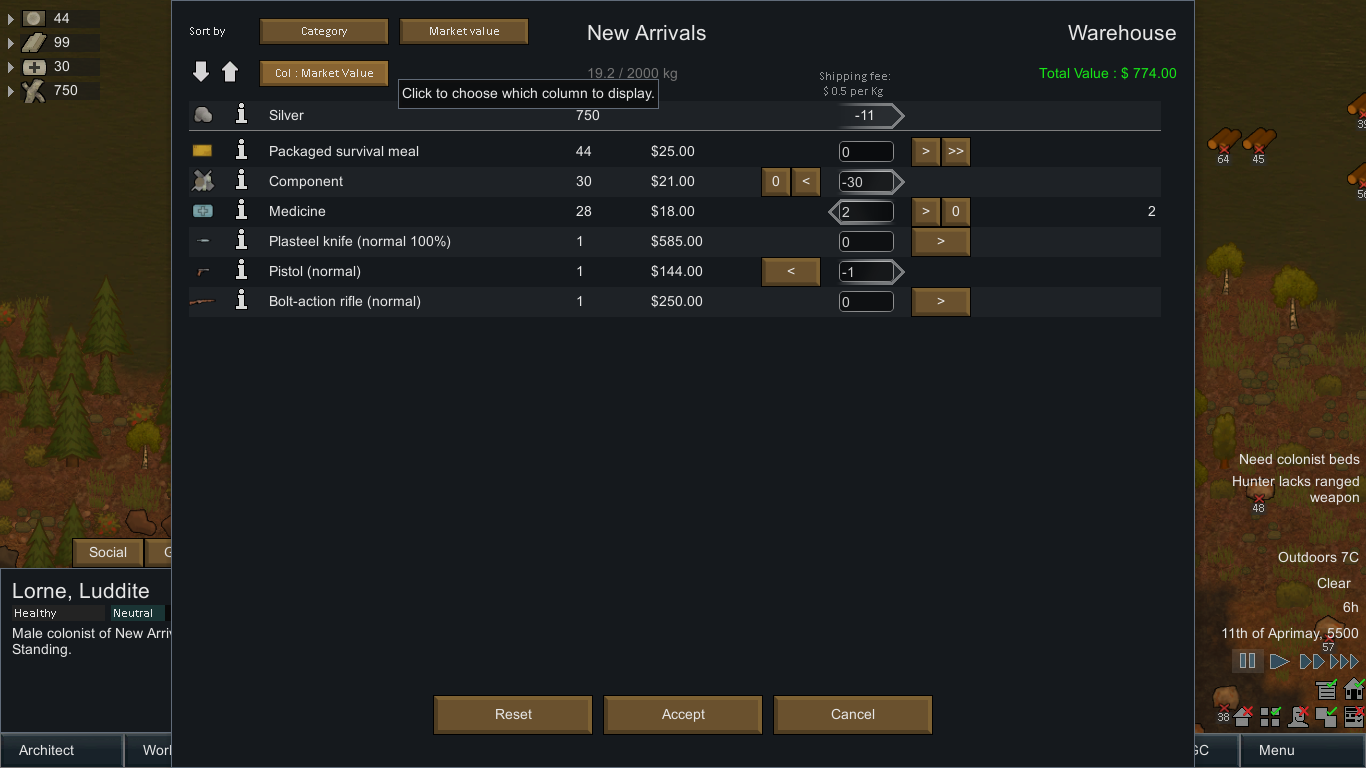 44
99
30
750
Sort by
Category
Market value
New Arrivals
Warehouse
Col : Market Value
19.2 / 2000 kg
Shipping fee:
$ 0.5 per Kg
Total Value : $ 774.00
Click to choose which column to display.
Silver 750 -11
Packaged survival meal 44 $25.00 0 > >>
Component 30 $21.00 0 < -30
Medicine 28 $18.00 2 > 0 2
Plasteel knife (normal 100%) 1 $585.00 0 >
Pistol (normal) 1 $144.00 < -1
Bolt-action rifle (normal) 1 $250.00 0 >
64
45
Need colonist beds
Hunter lacks ranged
weapon
48
Outdoors 7C
Clear
6h
11th of Aprimay, 5500
57
38
Social
G
Lorne, Luddite
Healthy
Neutral
Male colonist of New Arri
Standing.
Reset
Accept
Cancel
Architect
Worl
GC
Menu